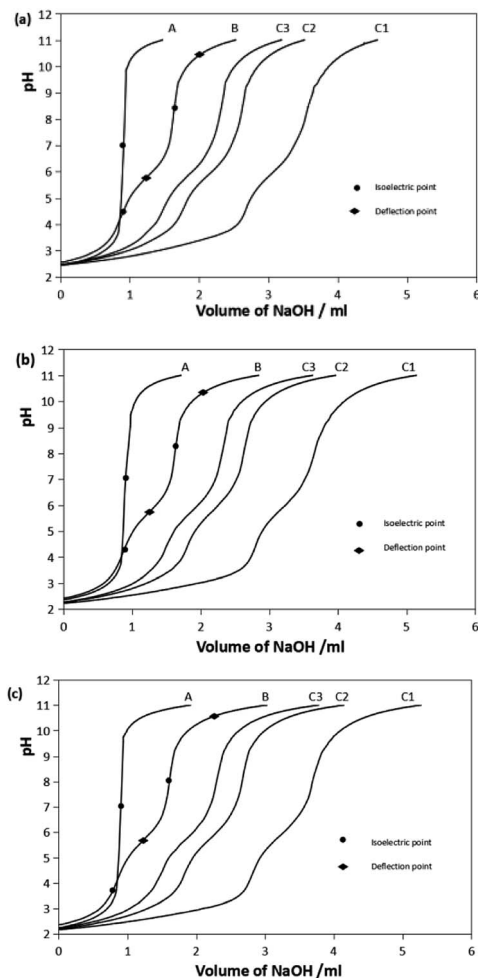 (a)
A B C3 C2 C1
12
11
10
9
8
7
6
5
4
3
2
pH
Isoelectric point
Deflection point
0 1 2 3 4 5 6
Volume of NaOH / ml
(b)
A B C3 C2 C1
12
11
10
9
8
7
6
5
4
3
2
pH
Isoelectric point
Deflection point
0 1 2 3 4 5 6
Volume of NaOH / ml
(c)
A B C3 C2 C1
12
11
10
9
8
7
6
5
4
3
2
pH
Isoelectric point
Deflection point
0 1 2 3 4 5 6
Volume of NaOH / ml